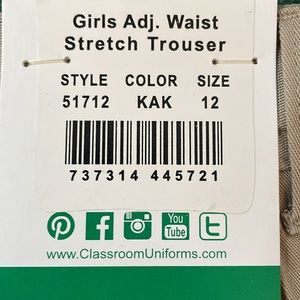 Girls Adj. Waist
Stretch Trouser
STYLE COLOR SIZE
51712 KAK 12
737314 445721
You
Tube
www.ClassroomUniforms.com